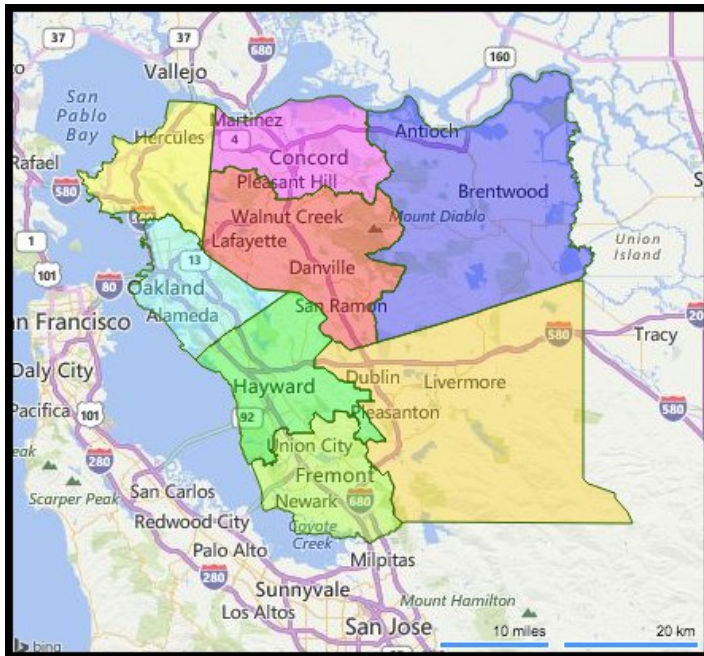 37
37
680
160
Vallejo
San
Pablo
Bay
Hercules
Martinez
4
Antioch
Concord
Rafael
Pleasant Hill
580
Brentwood
580
Walnut Creek
Mount Diablo
1
Lafayette
Union
Island
13
101
Danville
80
Oakland
San Ramon
Alameda
San Francisco
580
20
Tracy
Daly City
Dublin
Livermore
Hayward
580
Pacifica
101
92
Pleasanton
Union City
280
Fremont
Scarper Peak
San Carlos
Newark
680
Redwood City
Coyote
Creek
Palo Alto
Milpitas
280
Sunnyvale
Mount Hamilton
Los Altos
San Jose
10 miles
20 km
bing